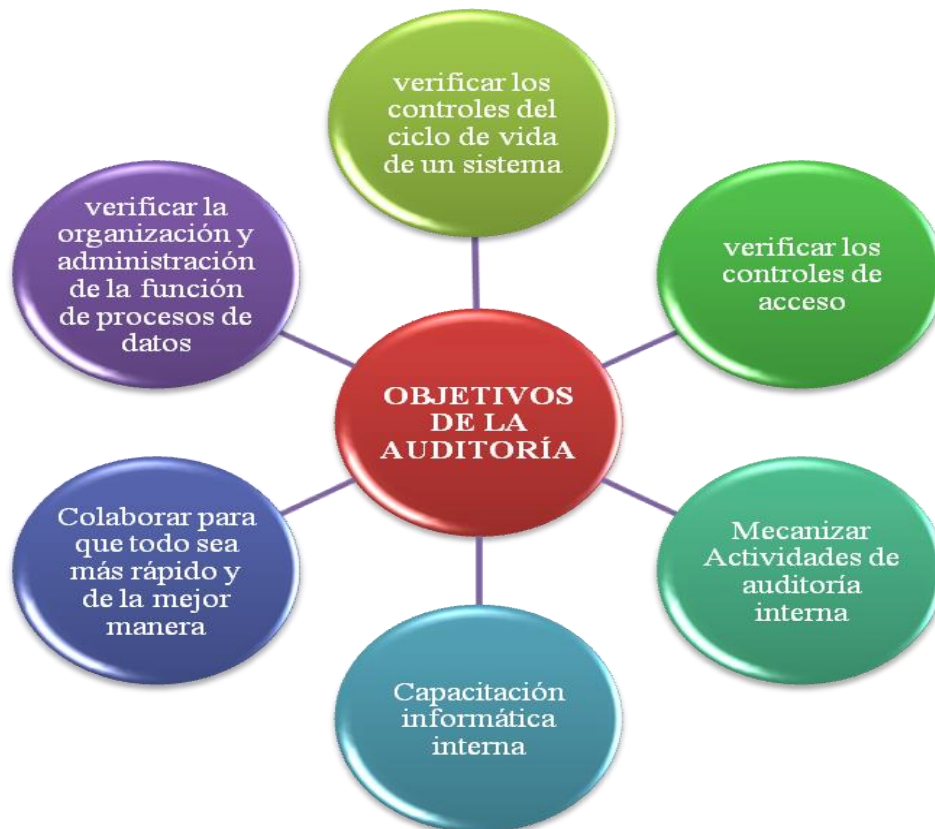 verificar los
controles del
ciclo de vida
de un sistema
verificar la
organización y
administración
de la función
de procesos de
datos
verificar los
controles de
acceso
OBJETIVOS
DE LA
AUDITORÍA
Colaborar para
que todo sea
más rápido y
de la mejor
manera
Mecanizar
Actividades de
auditoría
interna
Capacitación
informática
interna